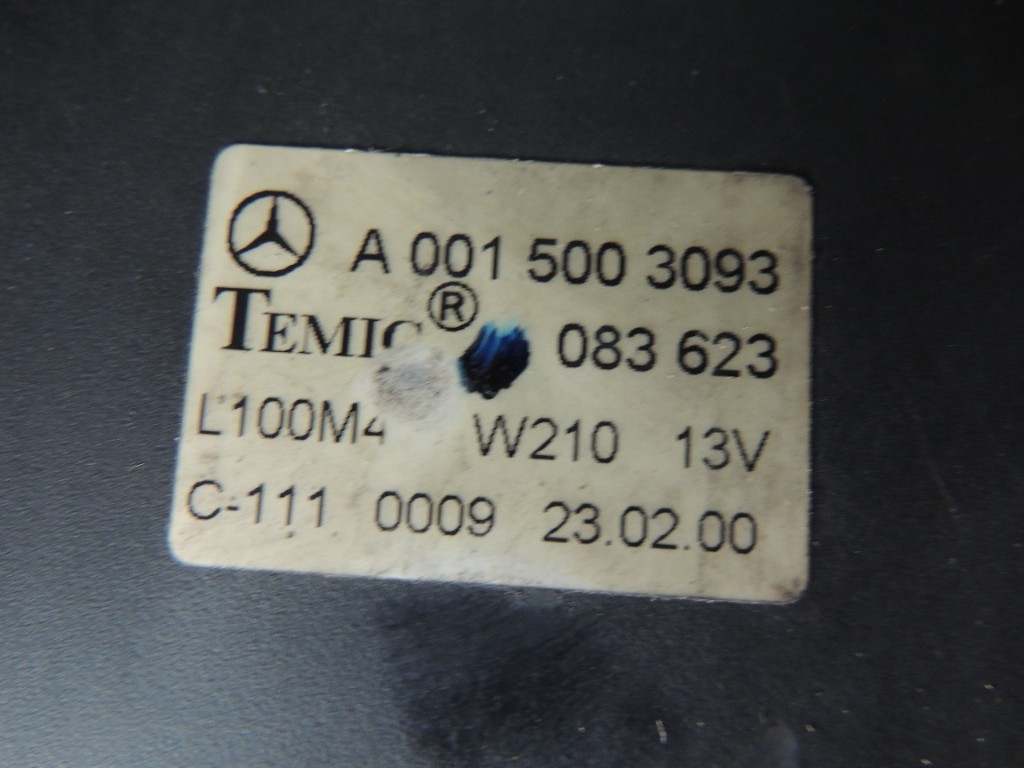 A 001 500 3093
TEMIC® 083 623
L100M4 W210 13V
C-111 0009 23.02.00